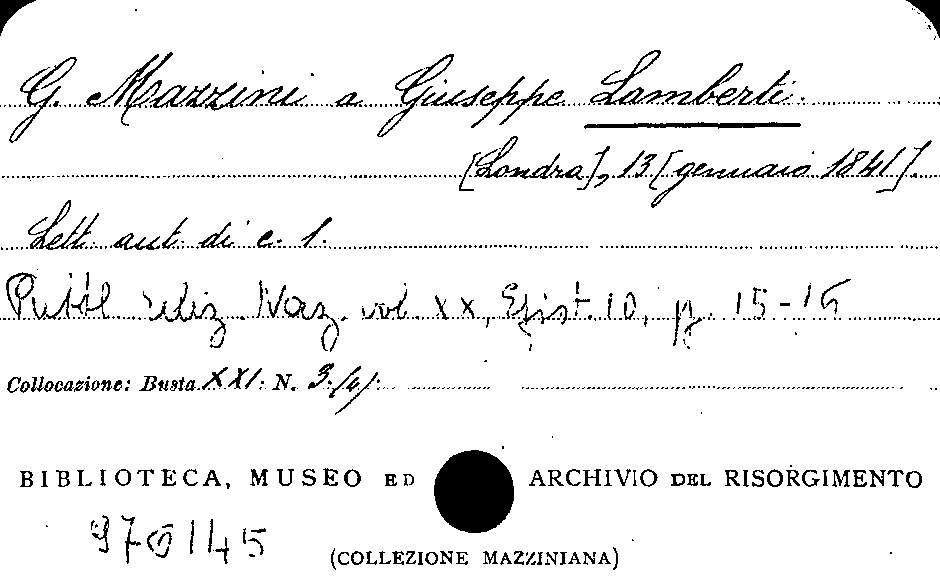 G. Mazzini a Giuseppe Lamberti.
[Londra], 13 [gennaio 1841].
Lett. aut. di c. 1.
Pubbl. ediz. Naz. vol. XX, Epist. 10, p. 15-16
Collocazione: Busta XXI. N. 3/4/.
BIBLIOTECA, MUSEO ED ARCHIVIO DEL RISORGIMENTO
970145
(COLLEZIONE MAZZINIANA)